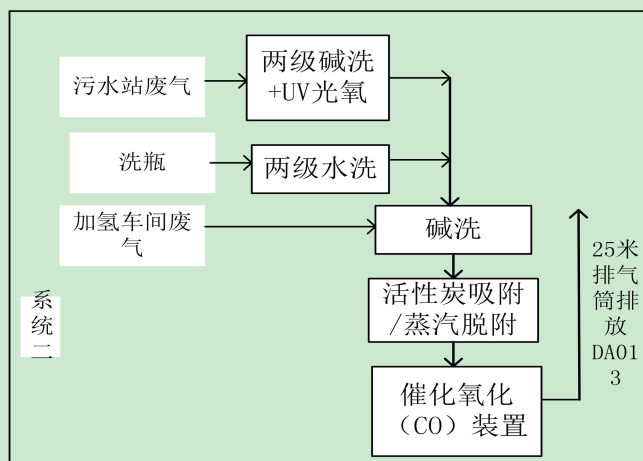 污水站废气
两级碱洗
+UV光氧
洗瓶
两级水洗
加氢车间废
气
碱洗
活性炭吸附
/蒸汽脱附
催化氧化
（CO）装置
25米
排气
筒排
放
DA01
3
系
统
二